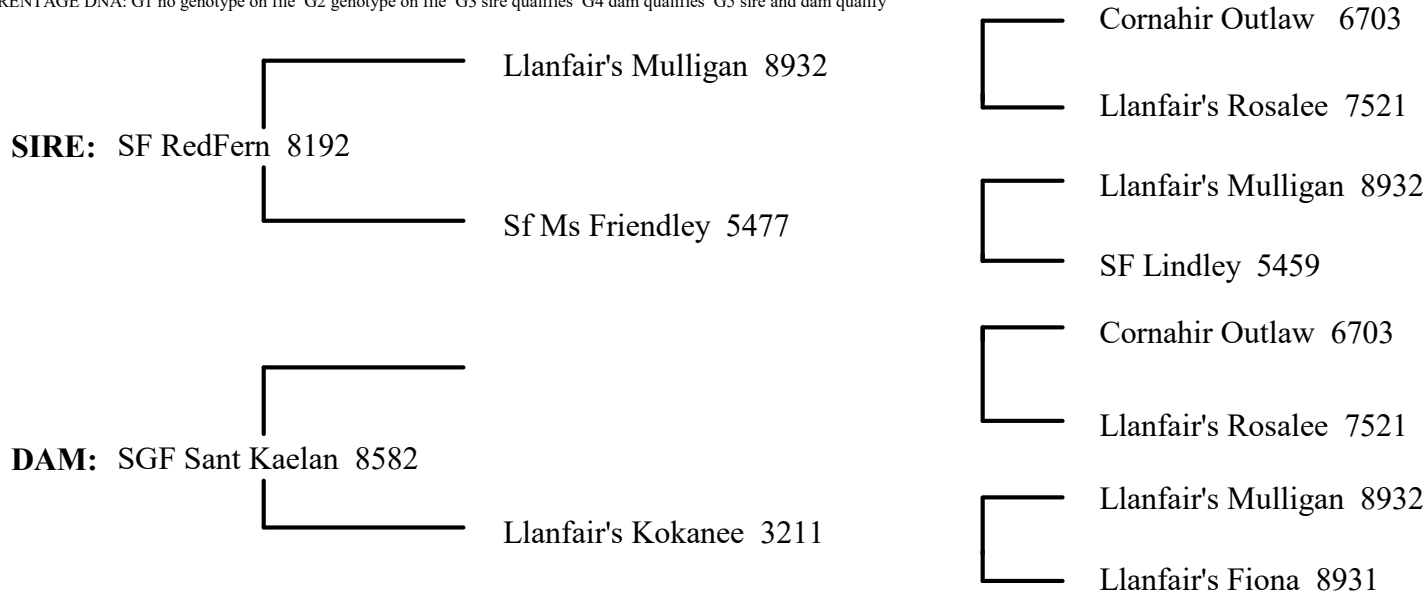 PARENTAGE DNA: G1 no genotype on file G2 genotype on file G3 sire qualifies G4 dam qualifies G5 sire and dam qualify
Cornahir Outlaw 6703
Llanfair's Mulligan 8932
Llanfair's Rosalee 7521
SIRE: SF RedFern 8192
Llanfair's Mulligan 8932
Sf Ms Friendley 5477
SF Lindley 5459
Cornahir Outlaw 6703
Llanfair's Rosalee 7521
DAM: SGF Sant Kaelan 8582
Llanfair's Mulligan 8932
Llanfair's Kokanee 3211
Llanfair's Fiona 8931